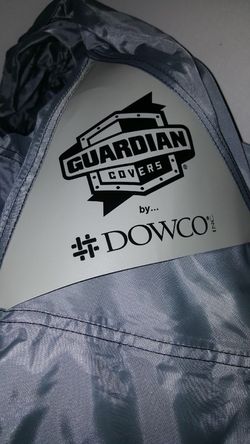 GUARDIAN
COVERS ®
by...
DOWCO INC.